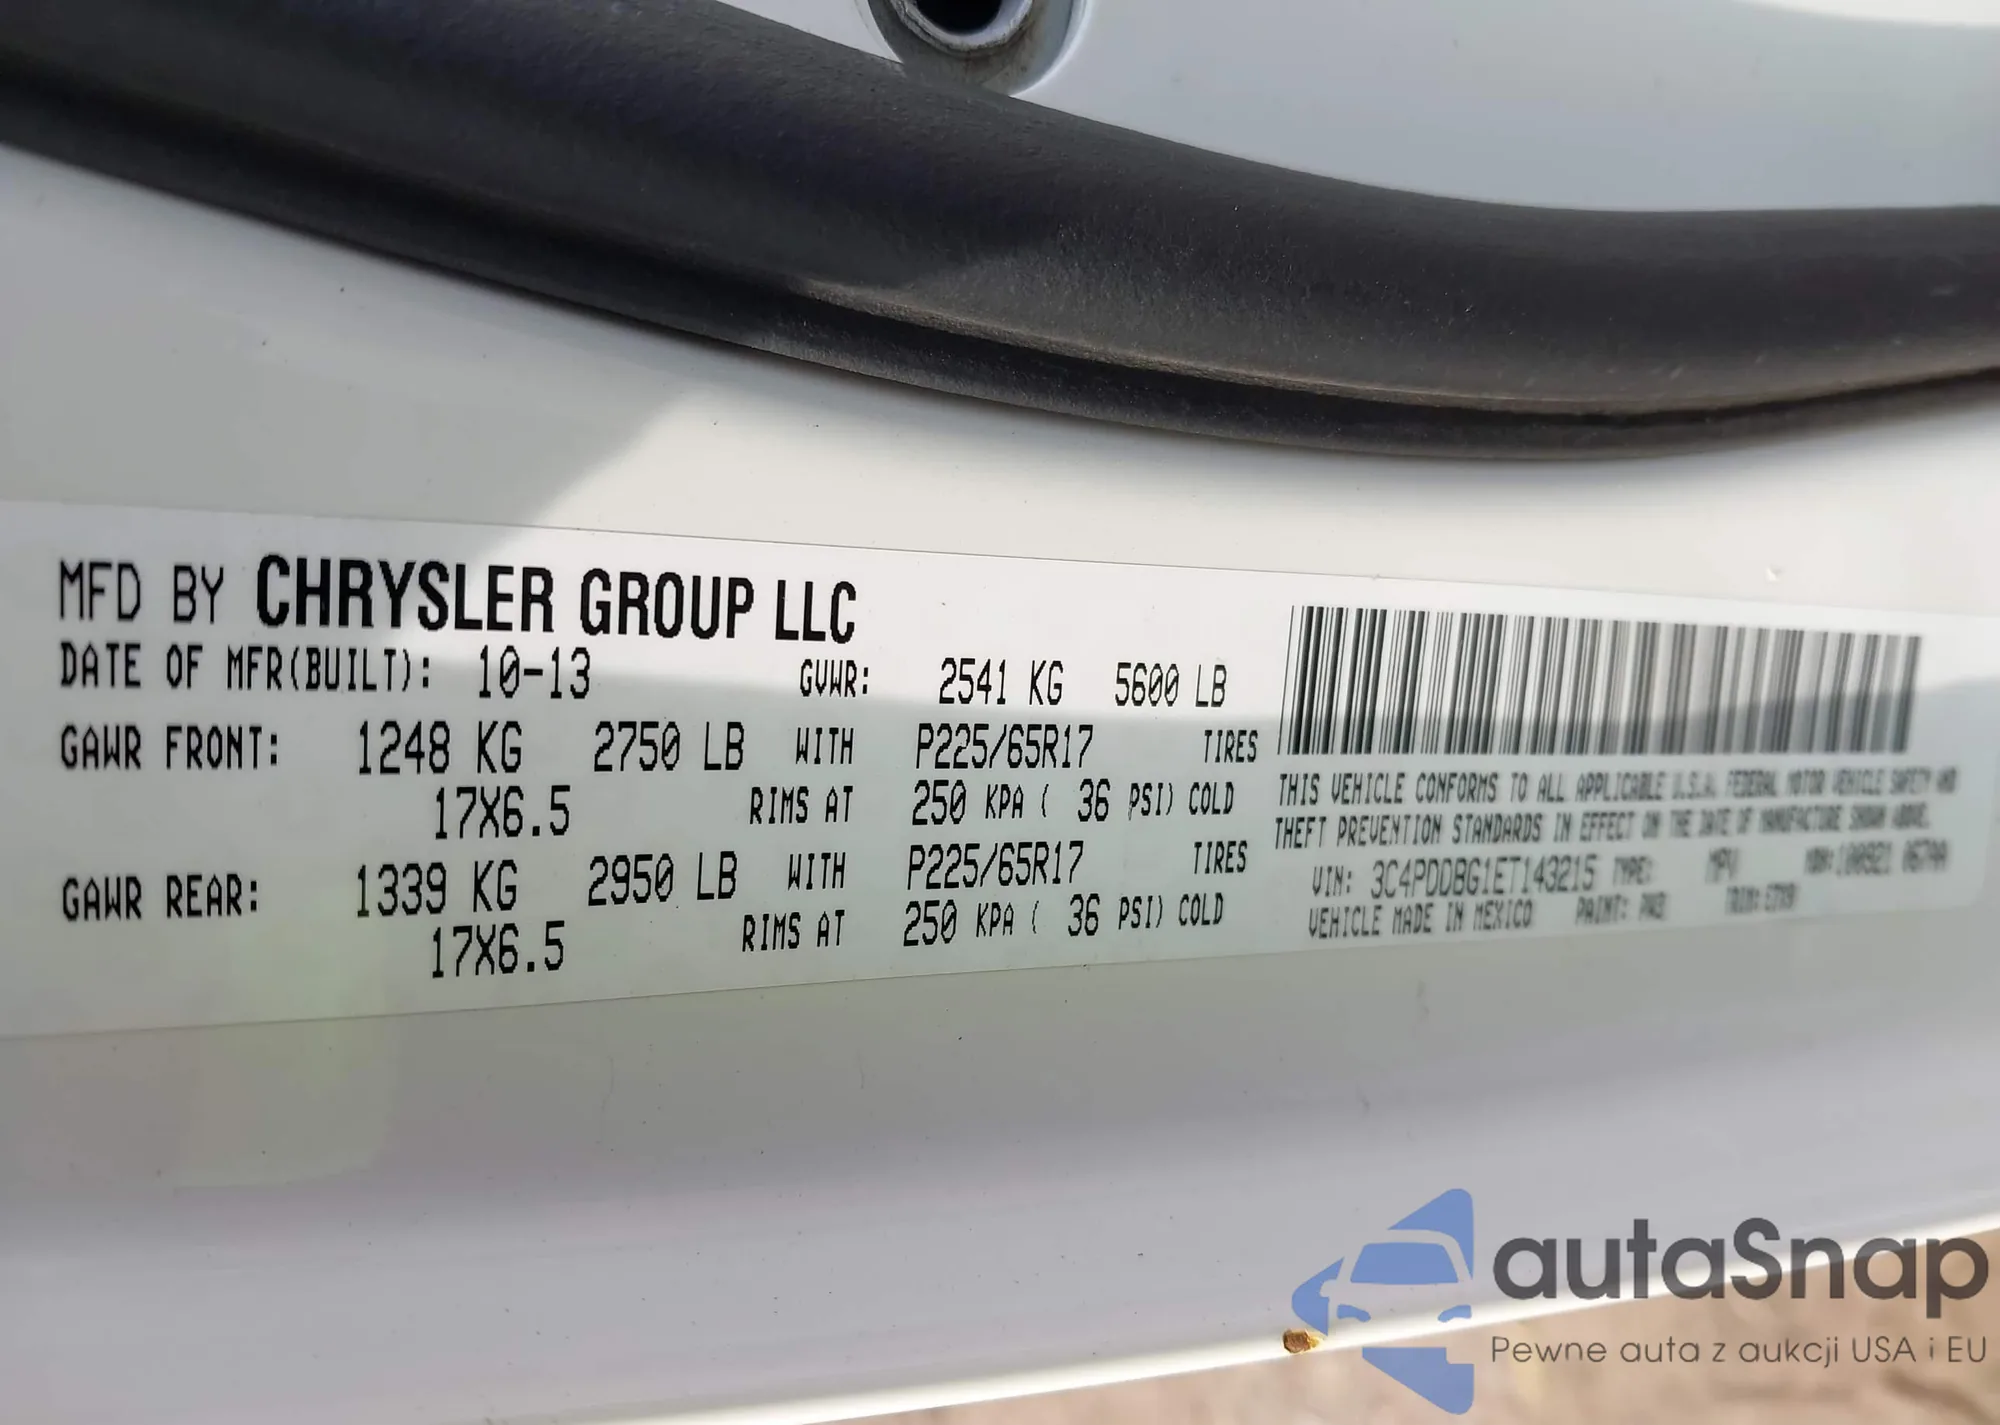 MFD BY CHRYSLER GROUP LLC
DATE OF MFR(BUILT): 10-13 GVWR: 2541 KG 5600 LB
GAWR FRONT: 1248 KG 2750 LB WITH P225/65R17 TIRES
17X6.5 RIMS AT 250 KPA ( 36 PSI) COLD
GAWR REAR: 1339 KG 2950 LB WITH P225/65R17 TIRES
17X6.5 RIMS AT 250 KPA ( 36 PSI) COLD
THIS VEHICLE CONFORMS TO ALL APPLICABLE U.S.A. FEDERAL MOTOR VEHICLE SAFETY AND
THEFT PREVENTION STANDARDS IN EFFECT ON THE DATE OF MANUFACTURE SHOWN ABOVE.
VIN: 3C4PDDBG1ET143215 TYPE: MPV MDH:
VEHICLE MADE IN MEXICO PAINT: PW3 TRIM:
autaSnap
Pewne auta z aukcji USA i EU